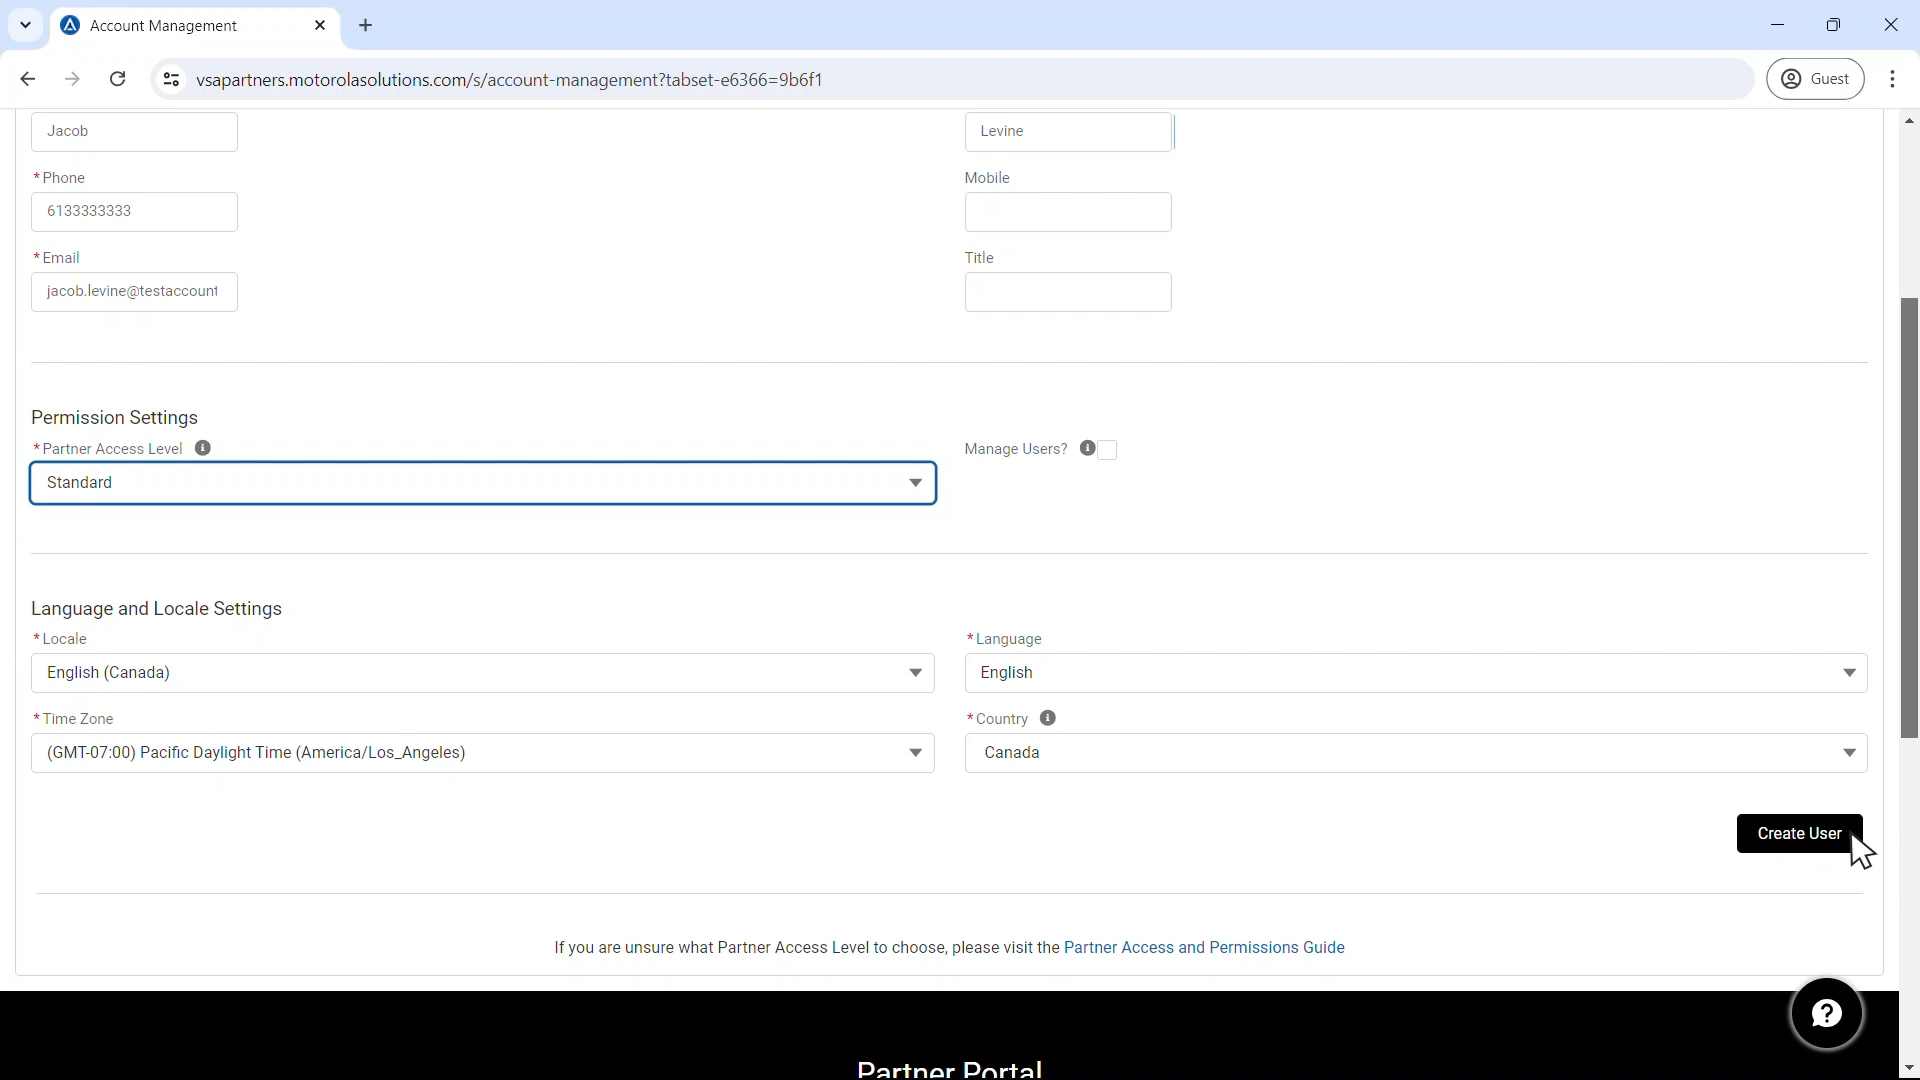 Account Management
vsapartners.motorolasolutions.com/s/account-management?tabset-e6366=9b6f1
Guest
Jacob
Levine
*Phone
Mobile
6133333333
*Email
Title
jacob.levine@testaccount
Permission Settings
*Partner Access Level
Manage Users?
Standard
Language and Locale Settings
*Locale
*Language
English (Canada)
English
*Time Zone
*Country
(GMT-07:00) Pacific Daylight Time (America/Los_Angeles)
Canada
Create User
If you are unsure what Partner Access Level to choose, please visit the Partner Access and Permissions Guide
Partner Portal